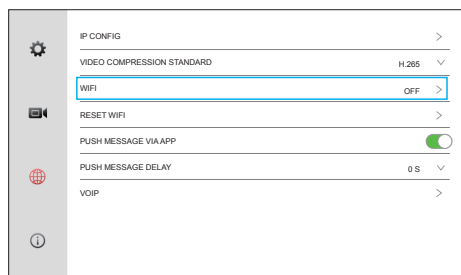 IP CONFIG
VIDEO COMPRESSION STANDARD H.265
WIFI OFF
RESET WIFI
PUSH MESSAGE VIA APP
PUSH MESSAGE DELAY 0 S
VOIP